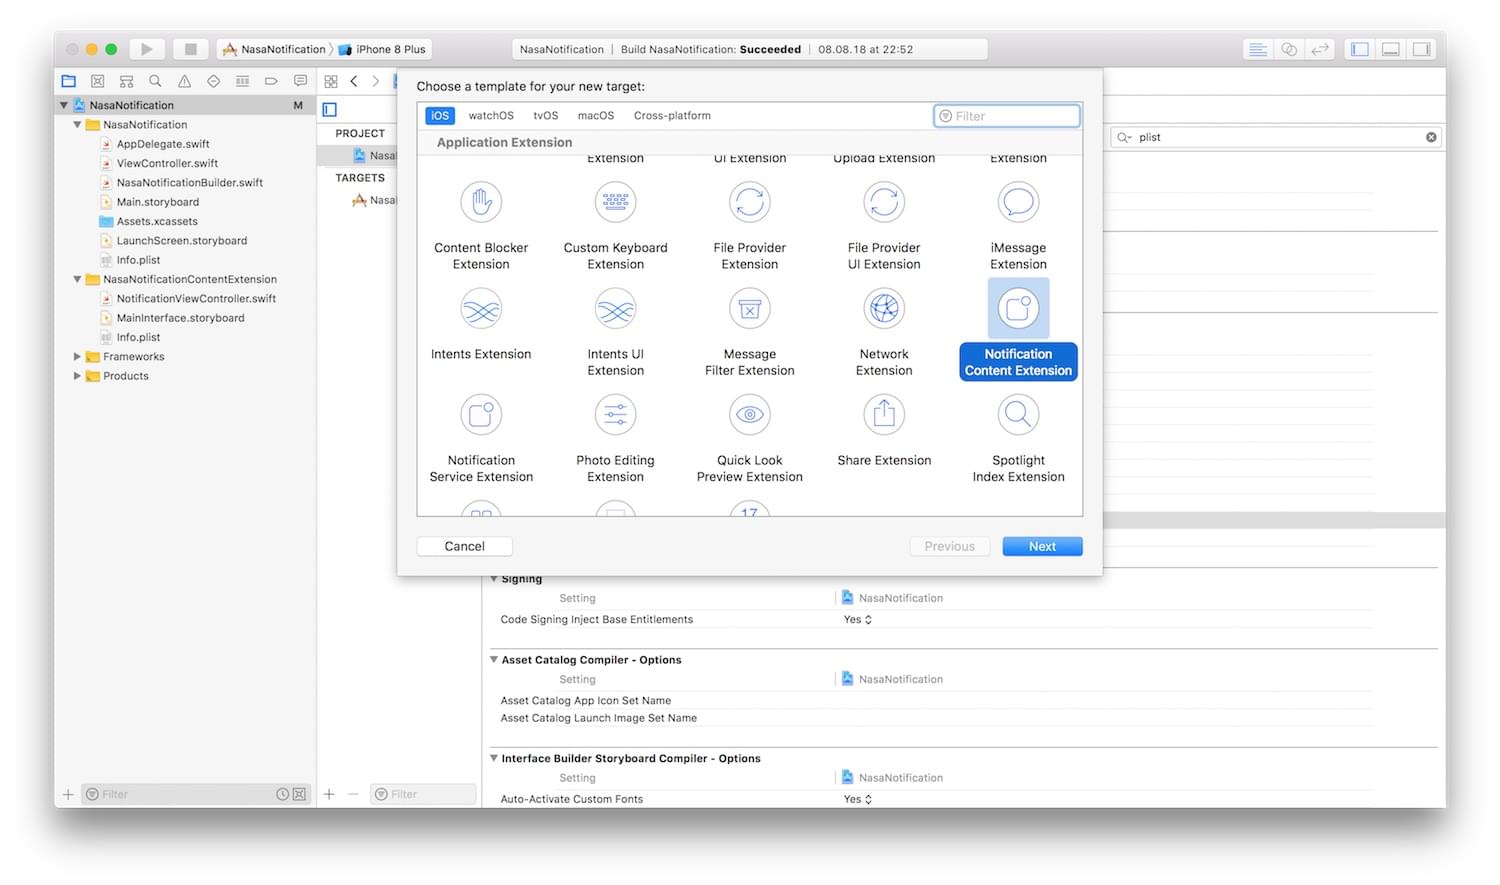 NasaNotification
iPhone 8 Plus
NasaNotification | Build NasaNotification: Succeeded | 08.08.18 at 22:52
NasaNotification M
NasaNotification
AppDelegate.swift
ViewController.swift
NasaNotificationBuilder.swift
Main.storyboard
Assets.xcassets
LaunchScreen.storyboard
Info.plist
NasaNotificationContentExtension
NotificationViewController.swift
MainInterface.storyboard
Info.plist
Frameworks
Products
Filter
PROJECT
Nasa
TARGETS
Nasa
Filter
plist
Choose a template for your new target:
iOS watchOS tvOS macOS Cross-platform
Filter
Application Extension
Extension UI Extension Upload Extension Extension
Content Blocker Extension
Custom Keyboard Extension
File Provider Extension
File Provider UI Extension
iMessage Extension
Intents Extension
Intents UI Extension
Message Filter Extension
Network Extension
Notification Content Extension
Notification Service Extension
Photo Editing Extension
Quick Look Preview Extension
Share Extension
Spotlight Index Extension
17
Cancel Previous Next
Signing
Setting NasaNotification
Code Signing Inject Base Entitlements Yes
Asset Catalog Compiler - Options
Setting NasaNotification
Asset Catalog App Icon Set Name
Asset Catalog Launch Image Set Name
Interface Builder Storyboard Compiler - Options
Setting NasaNotification
Auto-Activate Custom Fonts Yes